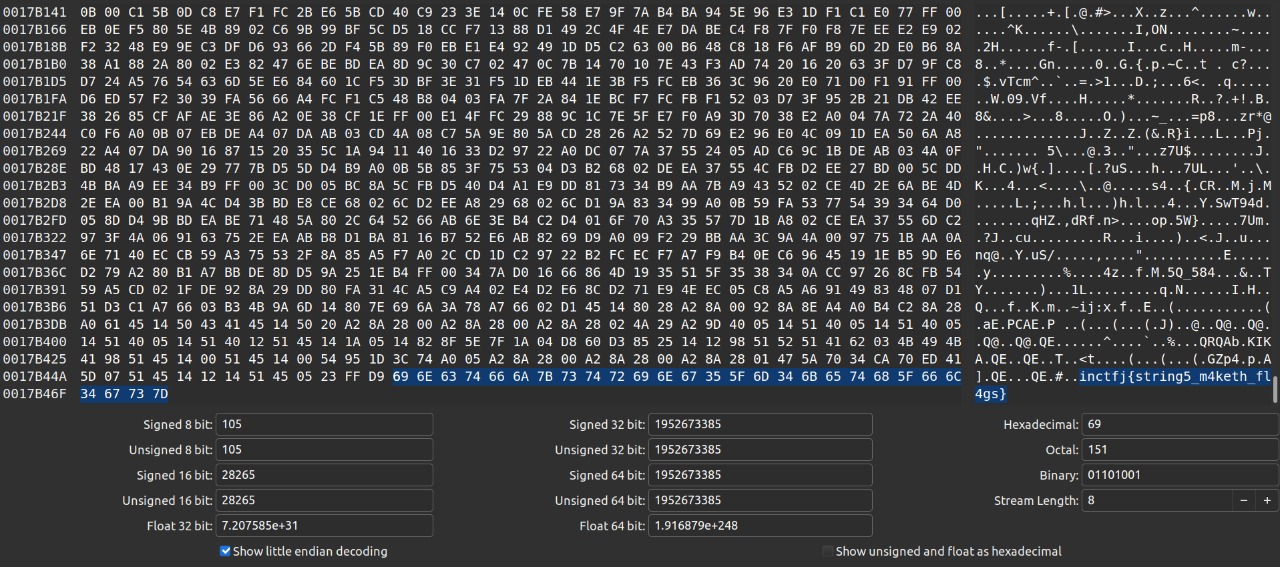 0017B141 0B 00 C1 5B 0D C8 E7 F1 FC 2B E6 5B CD 40 C9 23 3E 14 0C FE 58 E7 9F 7A B4 BA 94 5E 96 E3 1D F1 C1 E0 77 FF 00 ...[.....+.[.@.#>...X..z...^......w..
0017B166 EB 0E F5 80 5E 4B 89 02 C6 9B 99 BF 5C D5 18 CC F7 13 88 D1 49 2C 4F 4E E7 DA BE C4 F8 7F F0 F8 7E EE E2 E9 02 ....^K......\.......I,ON.......~.....
0017B18B F2 32 48 E9 9E C3 DF D6 93 66 2D F4 5B 89 F0 EB E1 E4 92 49 1D D5 C2 63 00 B6 48 C8 18 F6 AF B9 6D 2D E0 B6 8A .2H......f-.[......I...c..H.....m-...
0017B1B0 38 A1 88 2A 80 02 E3 82 47 6E BE BD EA 8D 9C 30 C7 02 47 0C 7B 14 70 10 7E 43 F3 AD 74 20 16 20 63 3F D7 9F C8 8..*....Gn.....0..G.{.p.~C..t . c?...
0017B1D5 D7 24 A5 76 54 63 6D 5E E6 84 60 1C F5 3D BF 3E 31 F5 1D EB 44 1E 3B F5 FC EB 36 3C 96 20 E0 16 71 D0 F1 91 FF .$.vTcm^..`..=.>1...D.;...6<. ..q....
0017B1FA D6 ED 57 F2 30 39 FA 56 66 A4 FC F1 C5 48 B8 04 03 FA 7F 2A 84 1E BC F7 FC FB F1 52 03 D7 3F 95 2B 21 DB 42 EE ..W.09.Vf....H.....*.......R..?.+!.B.
0017B21F 38 26 85 CF AF AE 3E 86 A2 0E 38 CF 1E FF 00 E1 4F FC 29 8C 1C 7E 5F E7 F0 A9 3D 70 38 E2 A0 04 7A 72 2A 40 8&....>...8.....O.)..~_...=p8...zr*@
0017B244 C0 F6 A0 0B 07 EB DE A4 07 DA AB 03 CD 4A 08 C7 5A 9E 80 5A CD 28 26 A2 52 7D 69 E2 96 E0 4C 09 1D EA 50 6A A8 .............J..Z..Z.(&.R}i...L...Pj.
0017B269 22 A4 07 DA 90 16 87 15 20 35 5C 1A 94 11 40 16 33 D2 97 22 A0 DC 07 7A 37 55 24 05 AD C6 9C 1B DE AB 03 4A 0F "....... 5\...@.3.."...z7U$........J.
0017B28E BD 48 17 43 0E 29 77 7B D5 5D D4 B9 A0 0B 5B 85 3F 75 53 04 D3 B2 68 02 DE EA 37 55 4C FB D2 EE 27 BD 00 5C DD .H.C.)w{.]....[.?uS...h...7UL...'..\.
0017B2B3 4B BA A9 EE 34 B9 FF 00 3C DD 05 BC 8A 5C FB D5 40 D4 A1 E9 DD 81 73 34 B9 AA 7B A9 43 52 02 CE 4D 2E 6A BE 4D K...4...<....\..@.....s4..{.CR..M.j.M
0017B2D8 2E EA 00 B1 9A 4C D4 3B BD E8 CE 68 02 6C D2 EE A8 29 68 02 6C D1 9A 83 34 99 A0 0B 59 FA 53 77 54 39 34 64 D0 .....L.;...h.l...)h.l...4...Y.SwT94d.
0017B2FD 05 8D D4 9B BD EA BE 71 48 5A 80 2C 64 52 66 AB 6E 3E B4 C2 D4 01 6F 70 A3 35 57 7D 1B A8 02 CE EA 37 55 6D C2 .......qHZ.,dRf.n>....op.5W}.....7Um.
0017B322 97 3F 4A 06 91 63 75 2E EA AB B8 D1 BA 81 16 B7 52 E6 AB 82 69 D9 A0 09 F2 29 BB AA 3C 9A 4A 00 97 75 1B AA 0A .?J..cu.........R...i....)..<.J..u...
0017B347 6E 71 40 EC CB 59 A3 75 53 2F 8A 85 A5 F7 A0 2C CD 1D C2 97 22 B2 FC EC F7 A7 F9 B4 0E C6 96 45 19 1E B5 9D E6 nq@..Y.uS/.....,...."..........E.....
0017B36C D2 79 A2 80 B1 A7 BB DE 8D D5 9A 25 1E B4 FF 00 34 7A D0 16 66 86 4D 19 35 51 5F 35 38 34 0A CC 97 26 8C FB 54 .y.........%....4z..f.M.5Q_584...&..T
0017B391 59 A5 CD 02 1F DE 92 8A 29 DD 80 FA 31 4C A5 C9 A4 02 E4 D2 E6 8C D2 71 E9 4E EC 05 C8 A5 A6 91 49 83 48 07 D1 Y.......)...1L.........q.N......I.H..
0017B3B6 51 D3 C1 A7 66 03 B3 4B 9A 6D 14 80 7E 69 6A 3A 78 A7 66 02 D1 45 14 80 28 A2 8A 00 92 8A 8E A4 A0 B4 C2 8A 28 Q...f..K.m..~ij:x.f..E..(...........(
0017B3DB A0 61 45 14 50 43 41 45 14 50 20 A2 8A 28 00 A2 8A 28 00 A2 8A 28 02 4A 29 A2 9D 40 05 14 51 40 05 14 51 40 05 .aE.PCAE.P ..(...(...(.J)..@..Q@..Q@.
0017B400 14 51 40 05 14 51 40 12 51 45 14 1A 05 14 82 8F 5E 7F 1A 04 D8 60 D3 85 25 14 12 98 51 52 51 41 62 03 4B 49 4B .Q@..Q@.QE......^....`..%...QRQAb.KIK
0017B425 41 98 51 45 14 00 51 45 14 00 54 95 1D 3C 74 A0 05 A2 8A 28 00 A2 8A 28 00 A2 8A 28 01 47 5A 70 34 CA 70 ED 41 A.QE..QE..T..<t....(...(...(.GZp4.p.A
0017B44A 5D 07 51 45 14 12 14 51 45 05 23 FF D9 69 6E 63 74 66 6A 7B 73 74 72 69 6E 67 35 5F 6D 34 6B 65 74 68 5F 66 6C ].QE...QE.#..inctfj{string5_m4keth_fl
0017B46F 34 67 73 7D 4gs}
Signed 8 bit: 105 Signed 32 bit: 1952673385 Hexadecimal: 69
Unsigned 8 bit: 105 Unsigned 32 bit: 1952673385 Octal: 151
Signed 16 bit: 28265 Signed 64 bit: 1952673385 Binary: 01101001
Unsigned 16 bit: 28265 Unsigned 64 bit: 1952673385 Stream Length: 8 − +
Float 32 bit: 7.207585e+31 Float 64 bit: 1.916879e+248
Show little endian decoding Show unsigned and float as hexadecimal